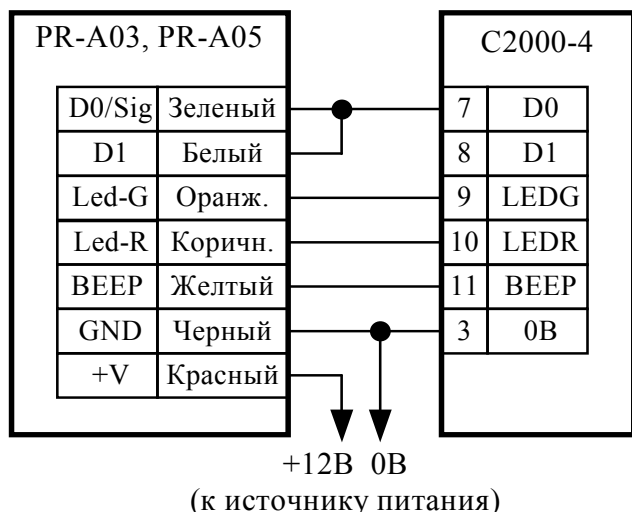 PR-A03, PR-A05
C2000-4
D0/Sig Зеленый 7 D0
D1 Белый 8 D1
Led-G Оранж. 9 LEDG
Led-R Коричн. 10 LEDR
BEEP Желтый 11 BEEP
GND Черный 3 0В
+V Красный
+12В 0В
(к источнику питания)